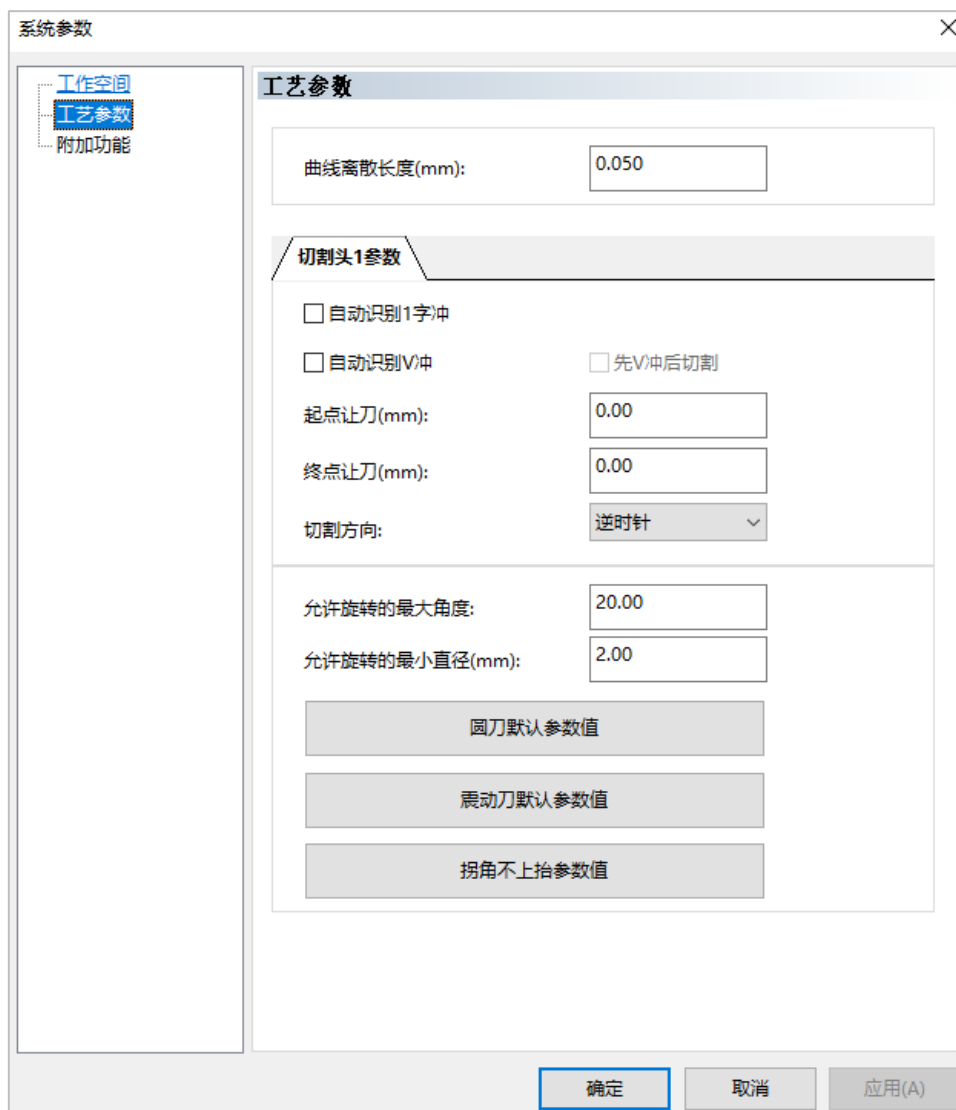 系统参数
工作空间
工艺参数
附加功能
工艺参数
曲线离散长度(mm): 0.050
切割头1参数
自动识别1字冲
自动识别V冲 先V冲后切割
起点让刀(mm): 0.00
终点让刀(mm): 0.00
切割方向: 逆时针
允许旋转的最大角度: 20.00
允许旋转的最小直径(mm): 2.00
圆刀默认参数值
震动刀默认参数值
拐角不上抬参数值
确定 取消 应用(A)